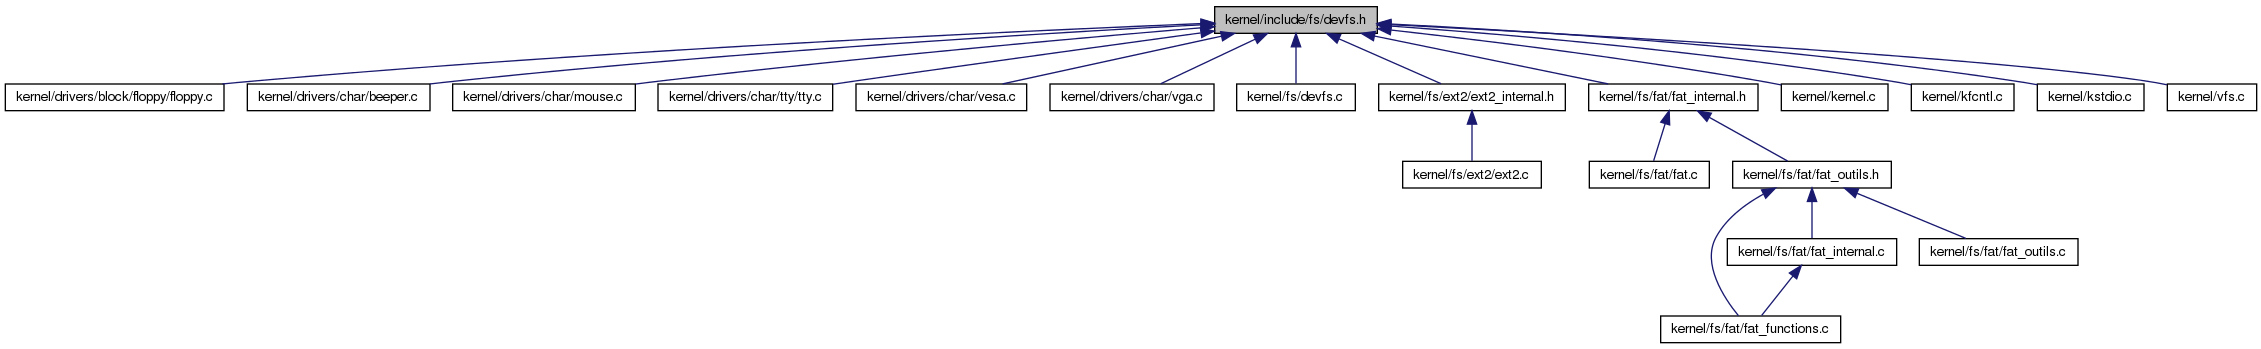 kernel/include/fs/devfs.h
kernel/drivers/block/floppy/floppy.c
kernel/drivers/char/beeper.c
kernel/drivers/char/mouse.c
kernel/drivers/char/tty/tty.c
kernel/drivers/char/vesa.c
kernel/drivers/char/vga.c
kernel/fs/devfs.c
kernel/fs/ext2/ext2_internal.h
kernel/fs/fat/fat_internal.h
kernel/kernel.c
kernel/kfcntl.c
kernel/kstdio.c
kernel/vfs.c
kernel/fs/ext2/ext2.c
kernel/fs/fat/fat.c
kernel/fs/fat/fat_outils.h
kernel/fs/fat/fat_internal.c
kernel/fs/fat/fat_outils.c
kernel/fs/fat/fat_functions.c